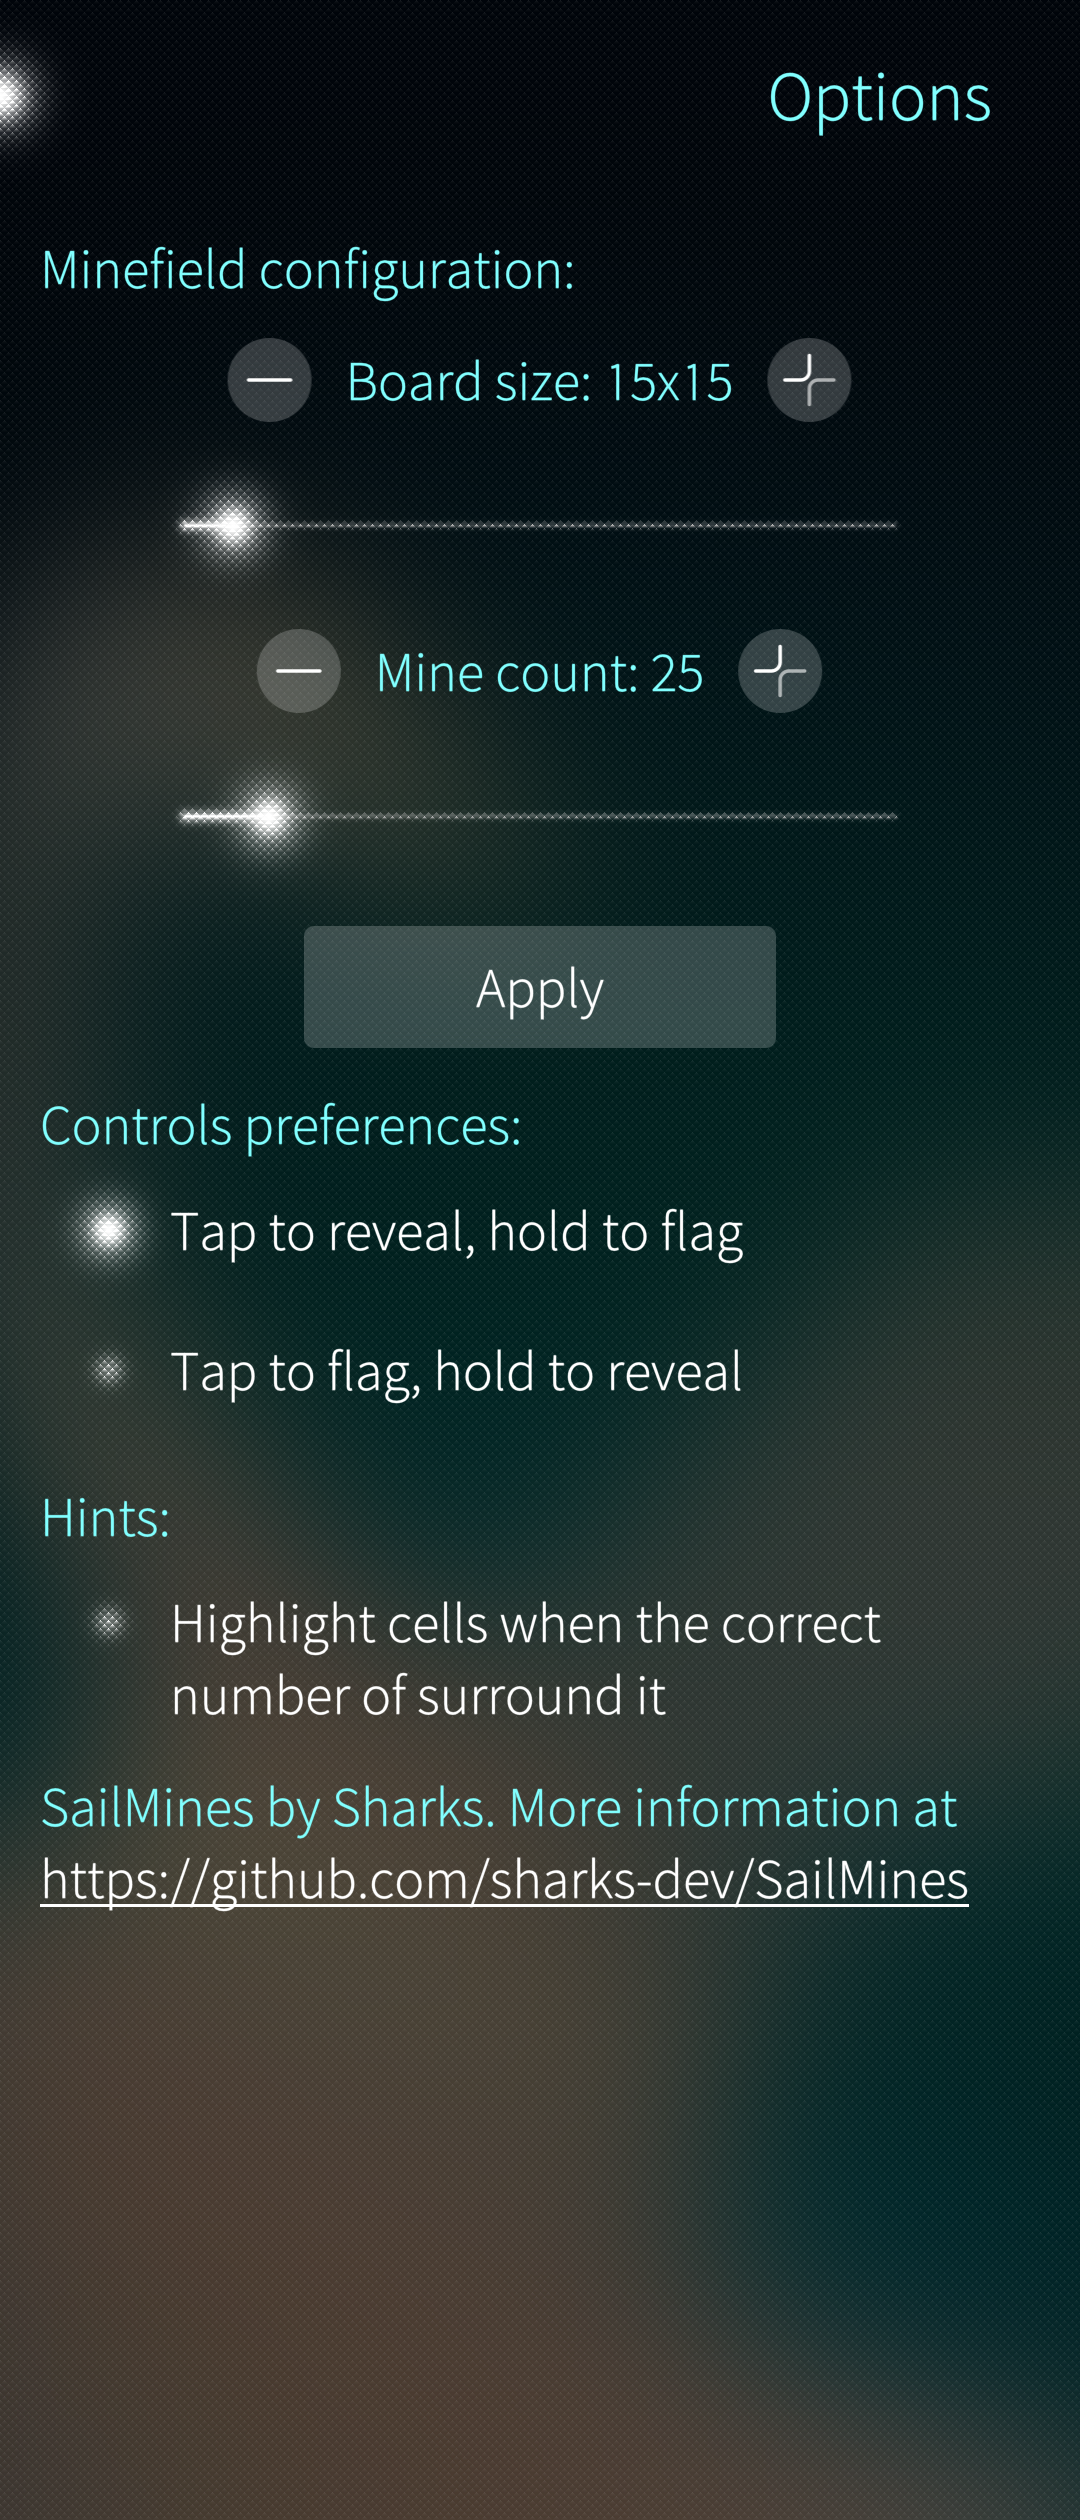 Options
Minefield configuration:
Board size: 15x15
Mine count: 25
Apply
Controls preferences:
Tap to reveal, hold to flag
Tap to flag, hold to reveal
Hints:
Highlight cells when the correct
number of surround it
SailMines by Sharks. More information at
https://github.com/sharks-dev/SailMines